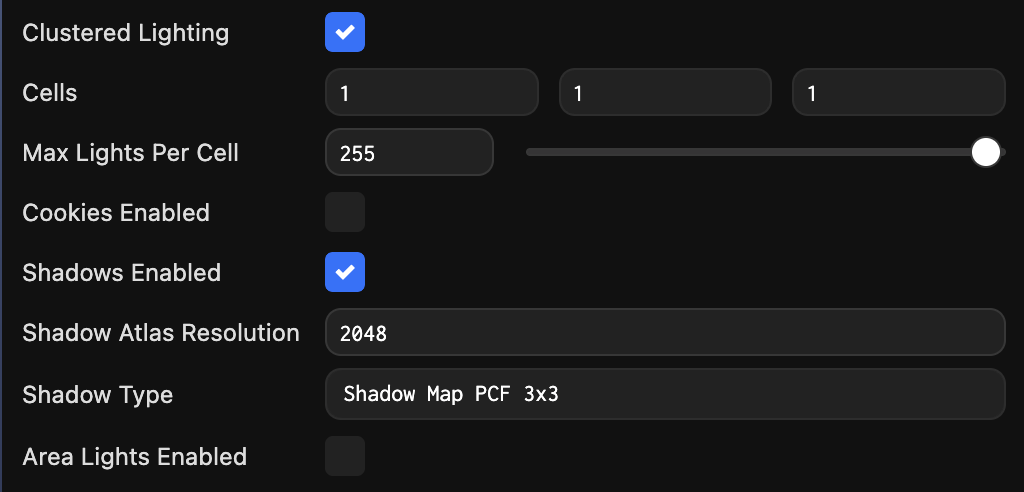 Clustered Lighting
Cells 1 1 1
Max Lights Per Cell 255
Cookies Enabled
Shadows Enabled
Shadow Atlas Resolution 2048
Shadow Type Shadow Map PCF 3x3
Area Lights Enabled